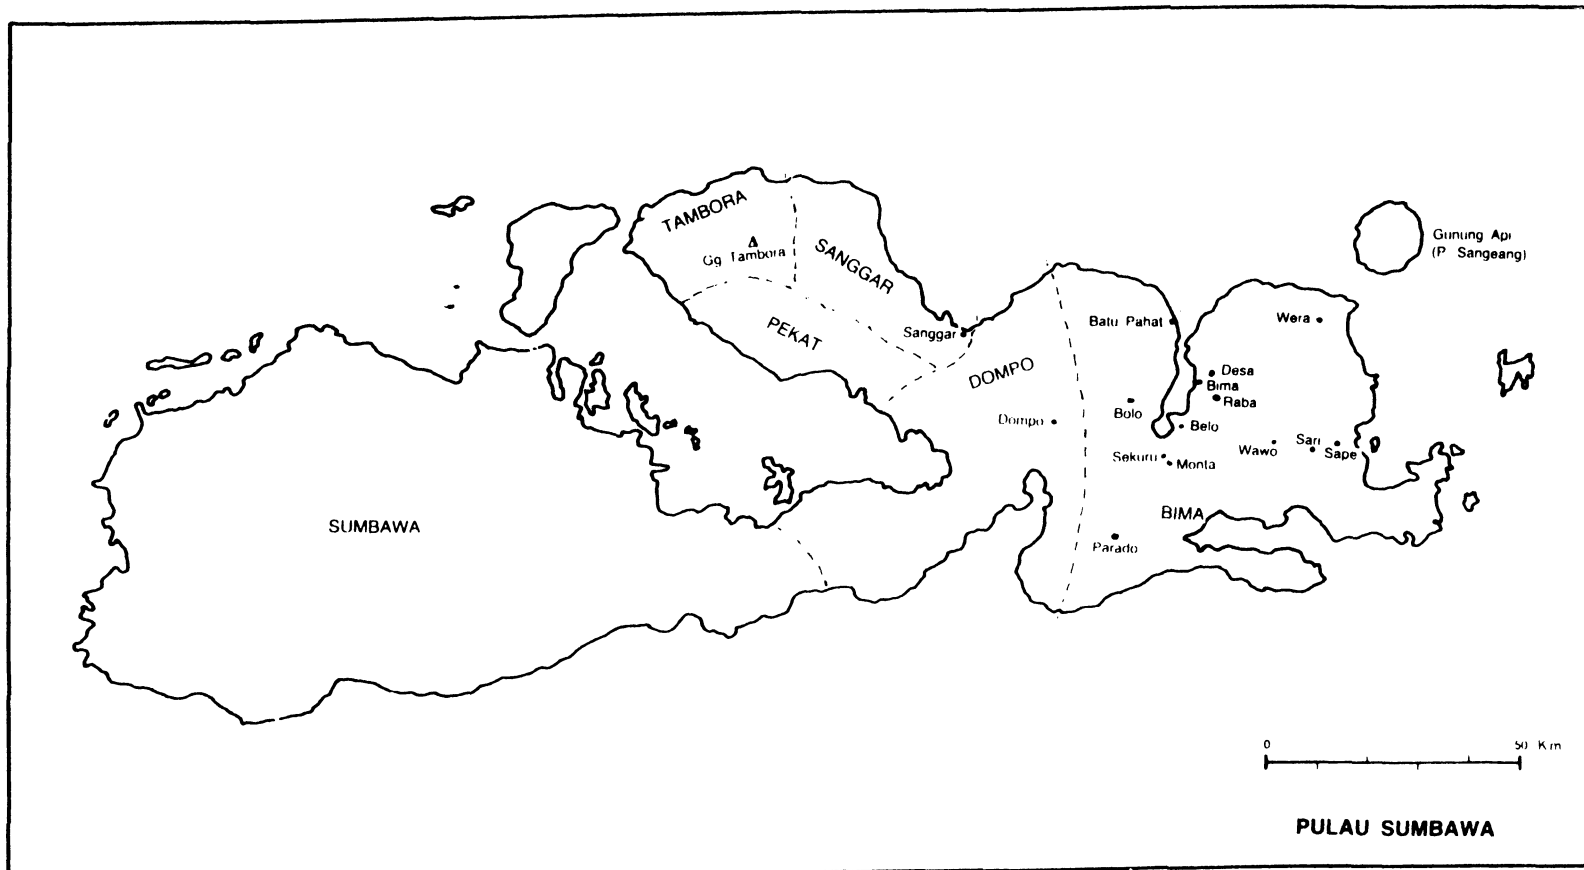 TAMBORA
Gg Tambora
SANGGAR
PEKAT
Sanggar
DOMPO
Dompo
Gunung Api
(P Sangeang)
Batu Pahat
Wera
Desa
Bima
Raba
Bolo
Belo
Sekuru
Monta
Wawo
Sari
Sape
BIMA
Parado
SUMBAWA
0 50 Km
PULAU SUMBAWA